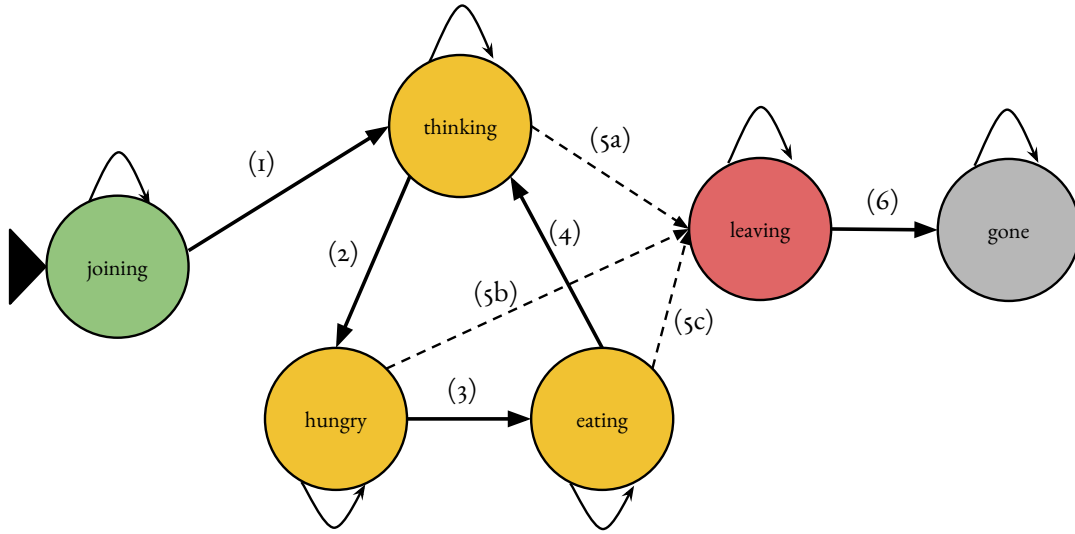 thinking
(1)
(5a)
(6)
leaving
gone
joining
(2)
(4)
(5b)
(5c)
(3)
hungry
eating